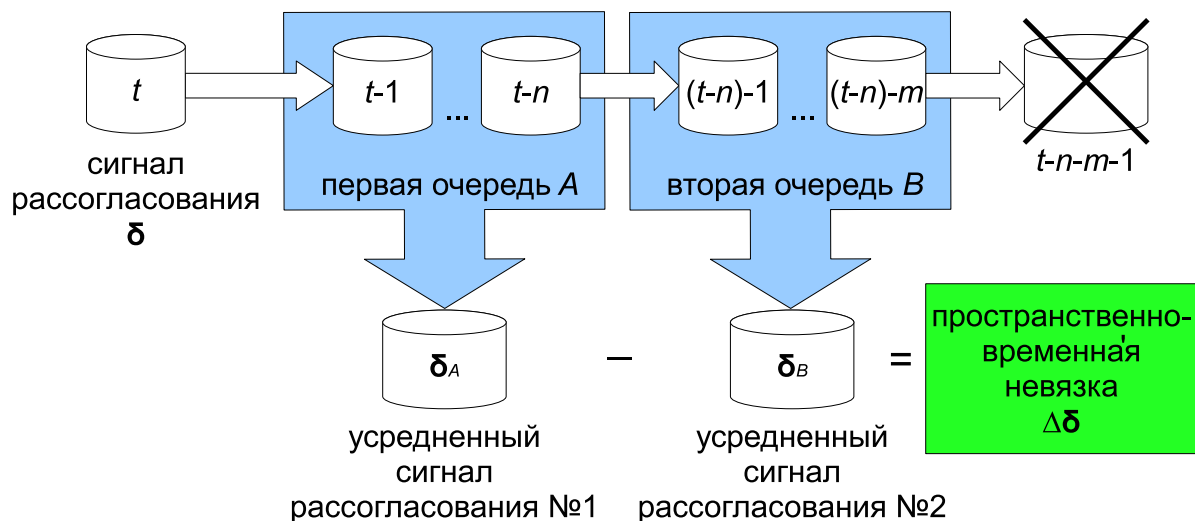 t
t-1
...
t-n
(t-n)-1
...
(t-n)-m
t-n-m-1
сигнал
рассогласования
δ
первая очередь A
вторая очередь B
δA
–
δB
=
пространственно-
временна́я
невязка
Δδ
усредненный
сигнал
рассогласования №1
усредненный
сигнал
рассогласования №2